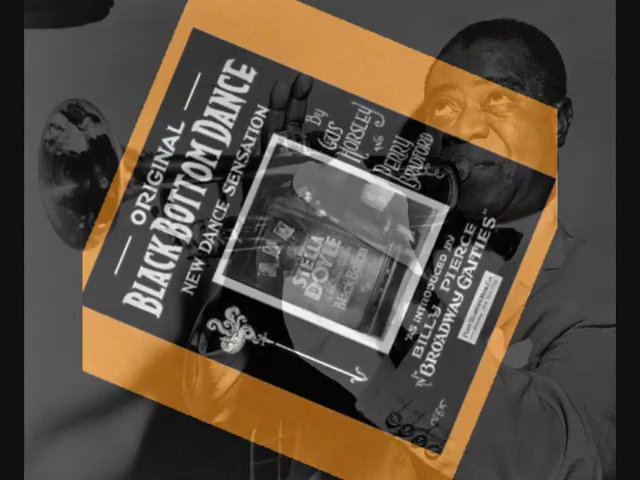 ORIGINAL
BLACK BOTTOM DANCE
NEW DANCE SENSATION
By
GUS
HORSLEY
AND
PERRY
BRADFORD
STELLA
DOYLE
AS INTRODUCED BY
BILLY PIERCE
IN "BROADWAY GAITIES"